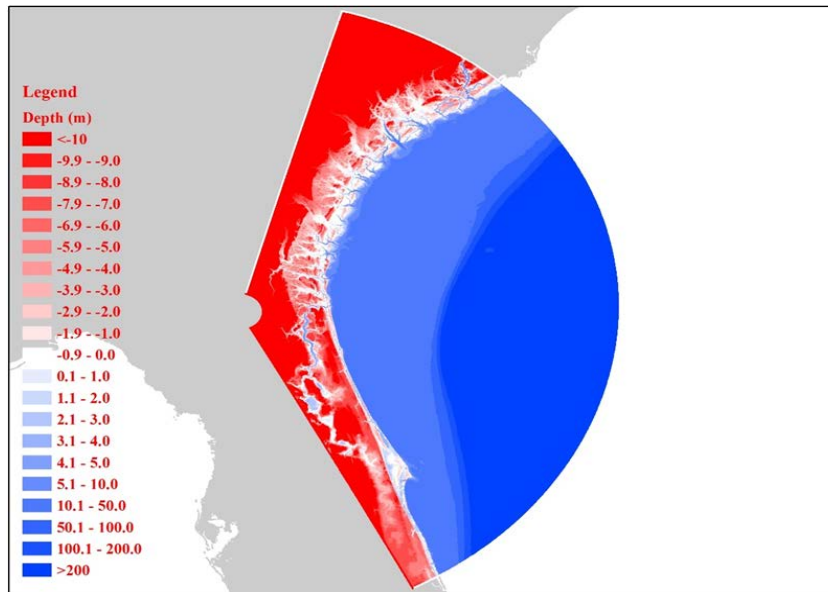 Legend
Depth (m)
<-10
-9.9 - -9.0
-8.9 - -8.0
-7.9 - -7.0
-6.9 - -6.0
-5.9 - -5.0
-4.9 - -4.0
-3.9 - -3.0
-2.9 - -2.0
-1.9 - -1.0
-0.9 - 0.0
0.1 - 1.0
1.1 - 2.0
2.1 - 3.0
3.1 - 4.0
4.1 - 5.0
5.1 - 10.0
10.1 - 50.0
50.1 - 100.0
100.1 - 200.0
>200